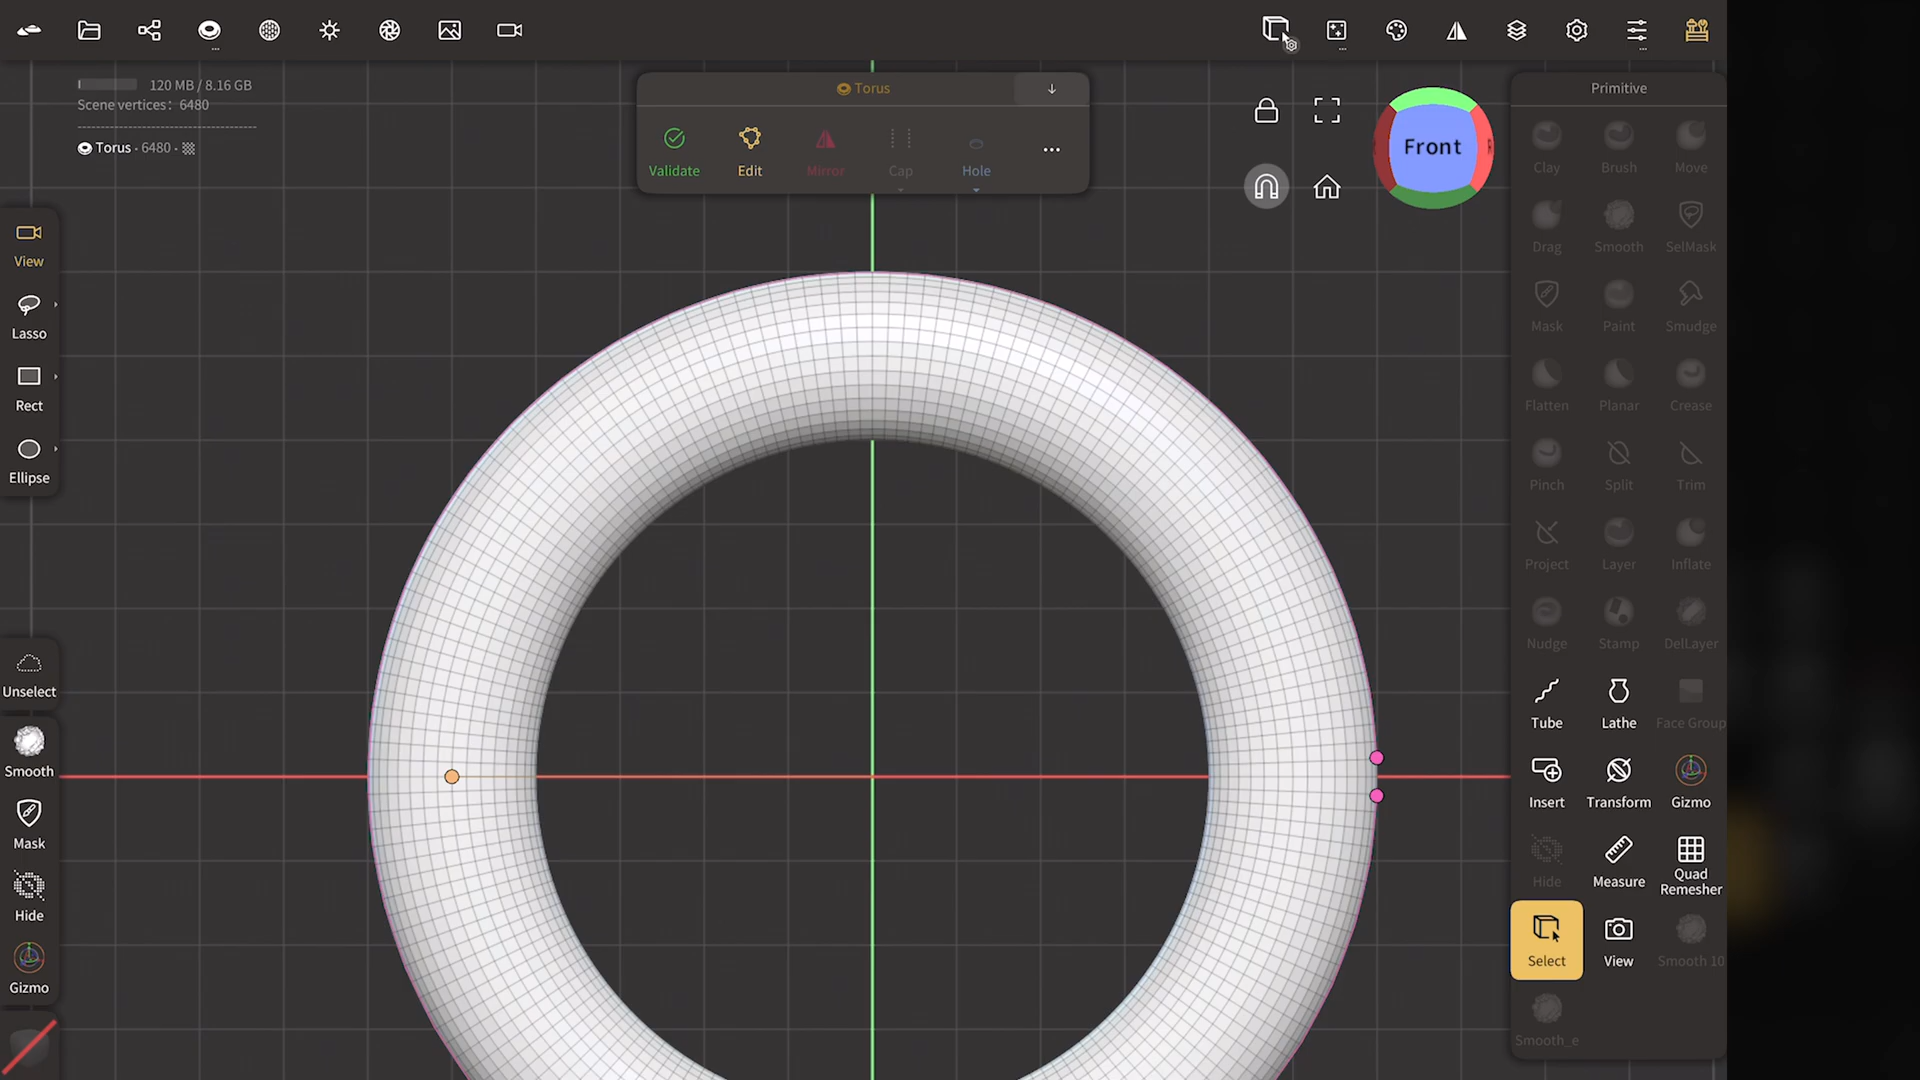 120 MB / 8.16 GB
Scene vertices: 6480
Torus · 6480 ·
Torus
Validate
Edit
Mirror
Cap
Hole
...
Front
View
Lasso
Rect
Ellipse
Unselect
Smooth
Mask
Hide
Gizmo
Primitive
Clay
Brush
Move
Drag
Smooth
SelMask
Mask
Paint
Smudge
Flatten
Planar
Crease
Pinch
Split
Trim
Project
Layer
Inflate
Nudge
Stamp
DelLayer
Tube
Lathe
Face Group
Insert
Transform
Gizmo
Hide
Measure
Quad
Remesher
Select
View
Smooth 10
Smooth_e